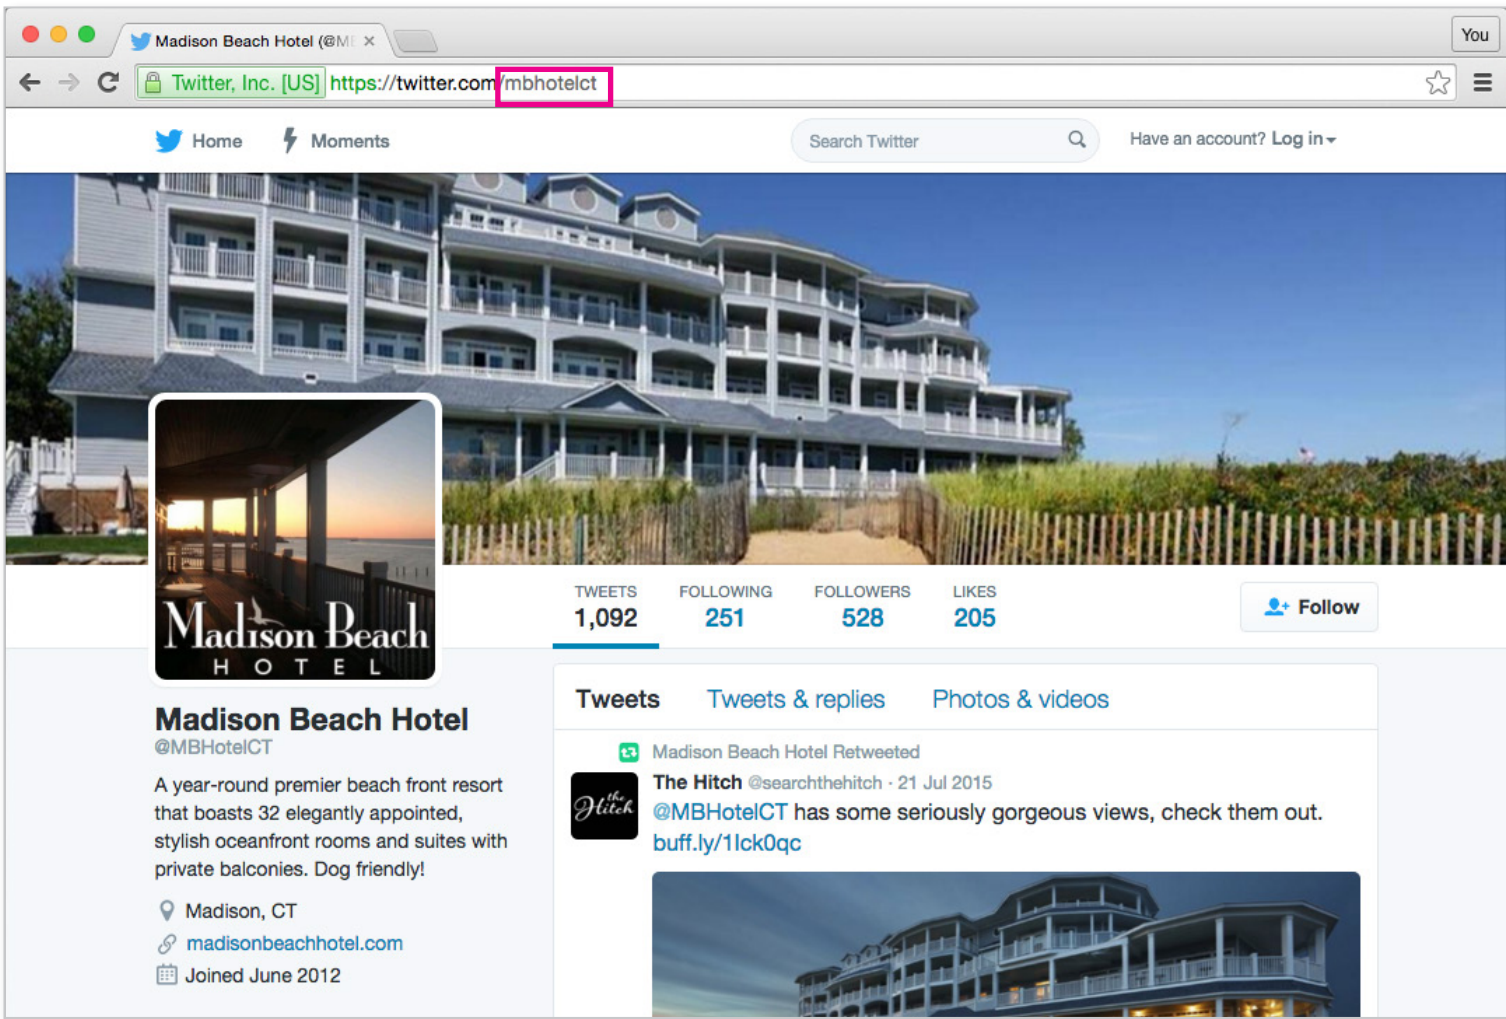 Madison Beach Hotel (@MB
You
Twitter, Inc. [US] https://twitter.com/mbhotelct
Home
Moments
Search Twitter
Have an account? Log in
Madison Beach
HOTEL
TWEETS
1,092
FOLLOWING
251
FOLLOWERS
528
LIKES
205
Follow
Madison Beach Hotel
@MBHotelCT
A year-round premier beach front resort
that boasts 32 elegantly appointed,
stylish oceanfront rooms and suites with
private balconies. Dog friendly!
Madison, CT
madisonbeachhotel.com
Joined June 2012
Tweets
Tweets & replies
Photos & videos
Madison Beach Hotel Retweeted
the
Hitch
The Hitch @searchthehitch · 21 Jul 2015
@MBHotelCT has some seriously gorgeous views, check them out.
buff.ly/1Ick0qc